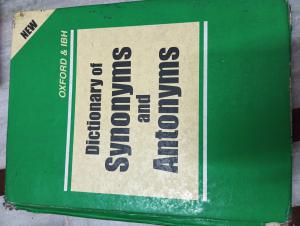 NEW
OXFORD & IBH
Dictionary of
Synonyms
and
Antonyms